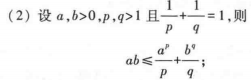 (2) 设 a,b>0,p,q>1 且 1/p + 1/q = 1,则
ab ≤ a^p/p + b^q/q;